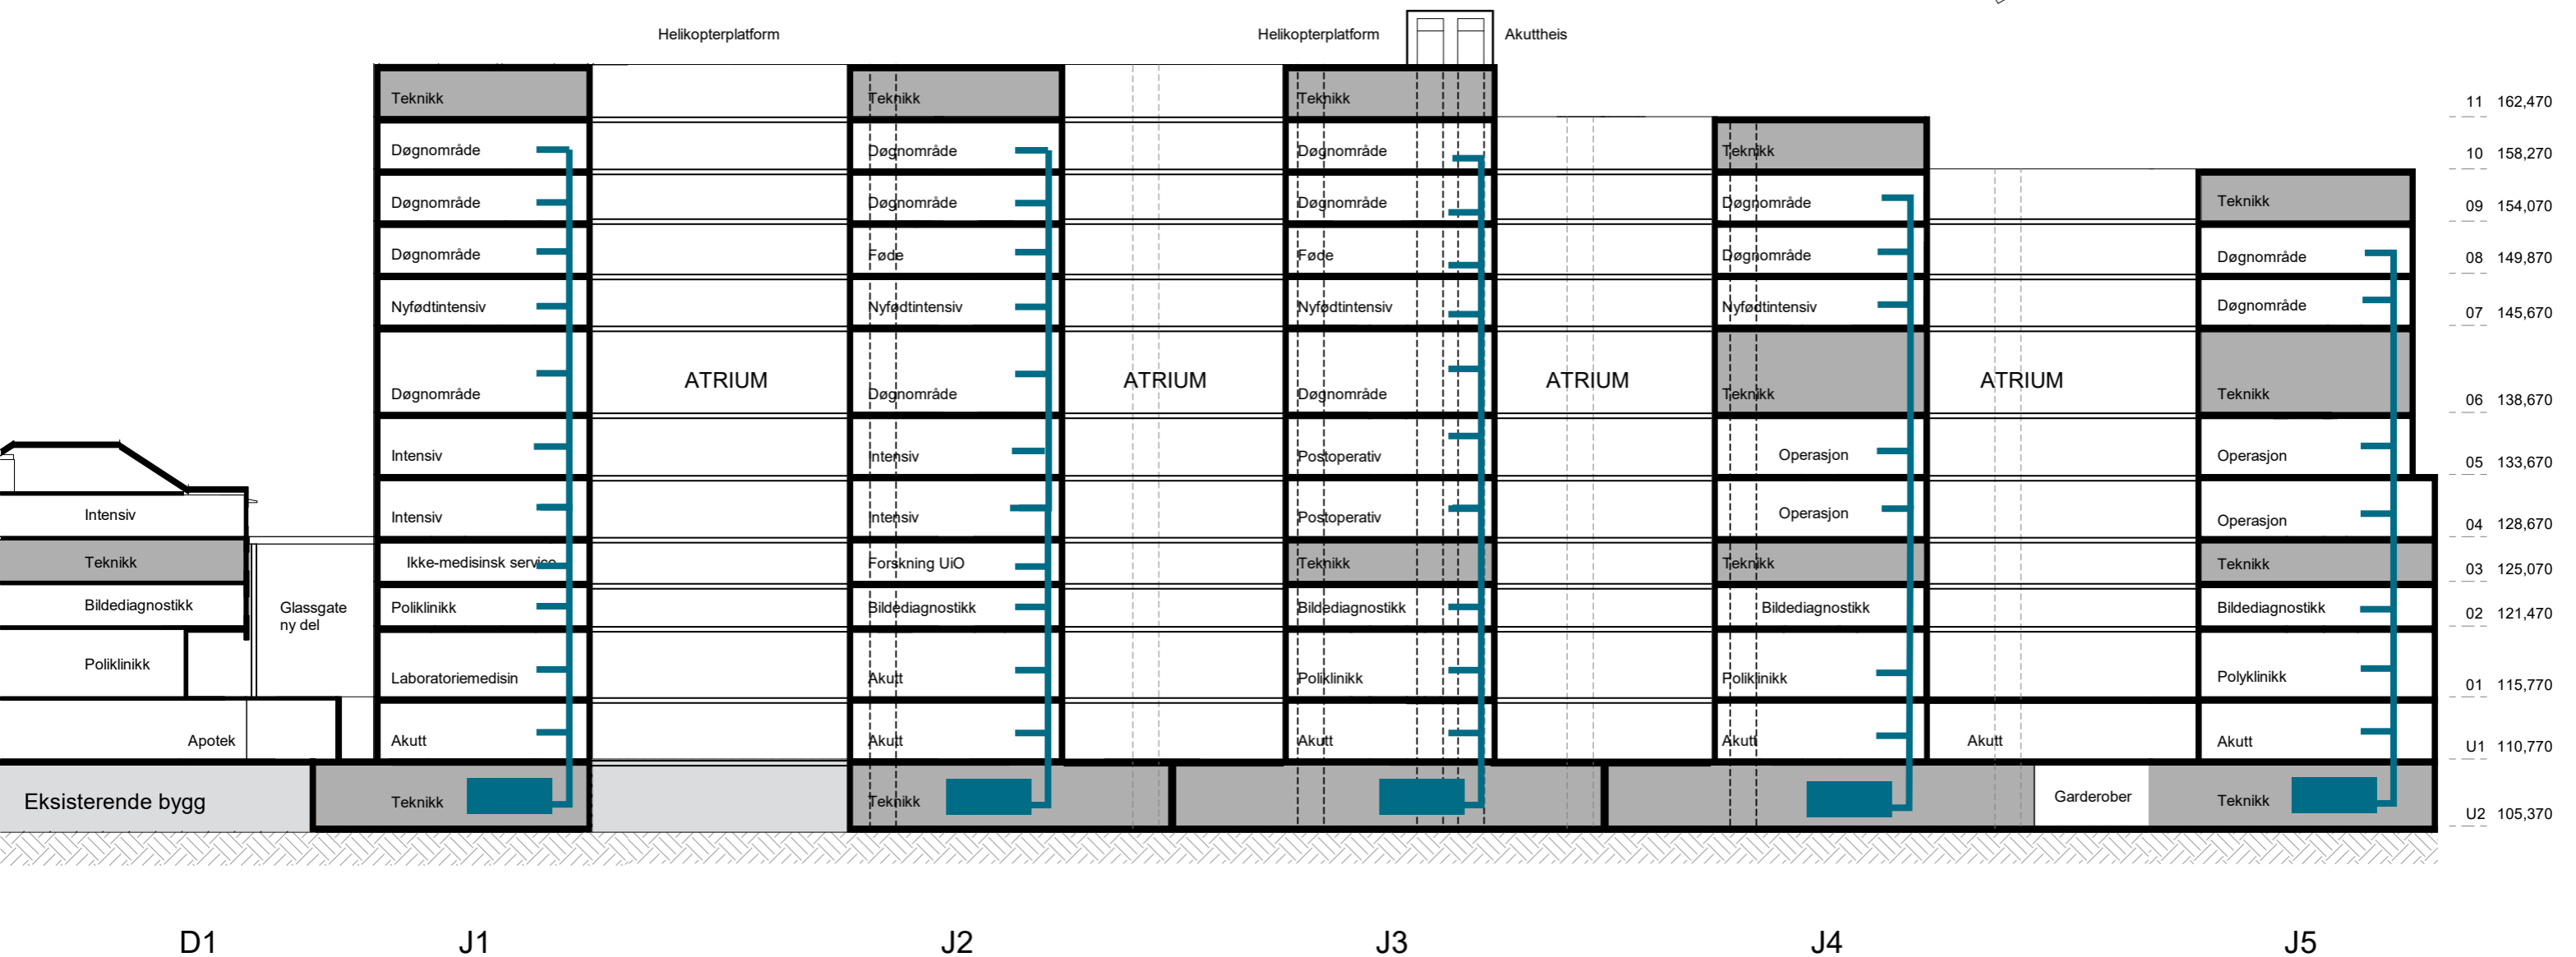 Helikopterplatform Helikopterplatform Akuttheis
Teknikk Teknikk Teknikk 11 162,470
Døgnområde Døgnområde Døgnområde Teknikk 10 158,270
Døgnområde Døgnområde Døgnområde Døgnområde Teknikk 09 154,070
Døgnområde Føde Føde Døgnområde Døgnområde 08 149,870
Nyfødtintensiv Nyfødtintensiv Nyfødtintensiv Nyfødtintensiv Døgnområde 07 145,670
ATRIUM ATRIUM ATRIUM ATRIUM
Døgnområde Døgnområde Døgnområde Teknikk Teknikk 06 138,670
Intensiv Intensiv Postoperativ Operasjon Operasjon 05 133,670
Intensiv Intensiv Intensiv Postoperativ Operasjon Operasjon 04 128,670
Teknikk Ikke-medisinsk service Forskning UiO Teknikk Teknikk Teknikk 03 125,070
Bildediagnostikk Glassgate Poliklinikk Bildediagnostikk Bildediagnostikk Bildediagnostikk Bildediagnostikk 02 121,470
ny del
Poliklinikk Laboratoriemedisin Akutt Poliklinikk Poliklinikk Polyklinikk 01 115,770
Apotek Akutt Akutt Akutt Akutt Akutt Akutt U1 110,770
Eksisterende bygg Teknikk Teknikk Garderober Teknikk U2 105,370
D1 J1 J2 J3 J4 J5